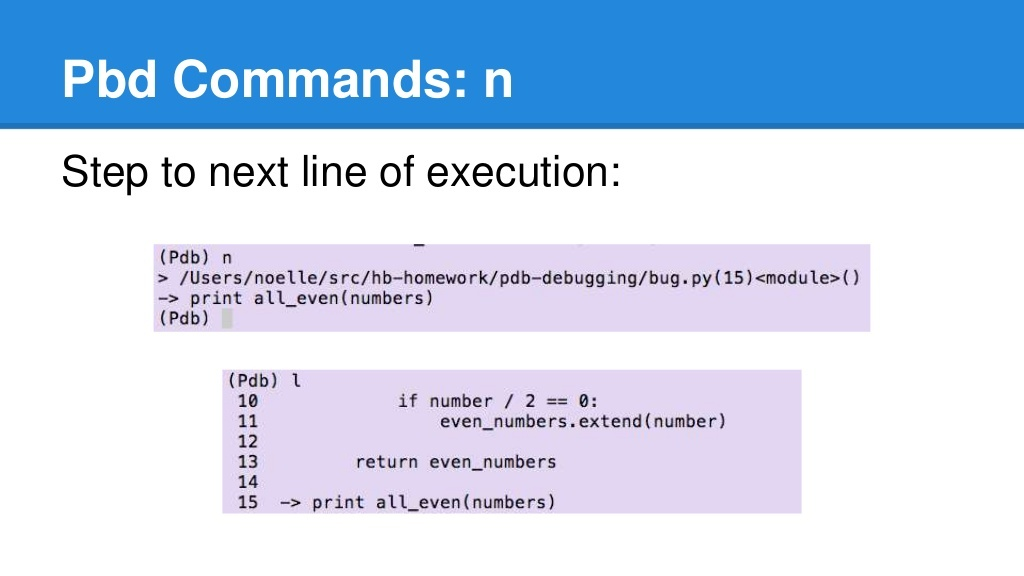 Pbd Commands: n
Step to next line of execution:
(Pdb) n
> /Users/noelle/src/hb-homework/pdb-debugging/bug.py(15)<module>()
-> print all_even(numbers)
(Pdb)
(Pdb) l
10 if number / 2 == 0:
11 even_numbers.extend(number)
12
13 return even_numbers
14
15 -> print all_even(numbers)